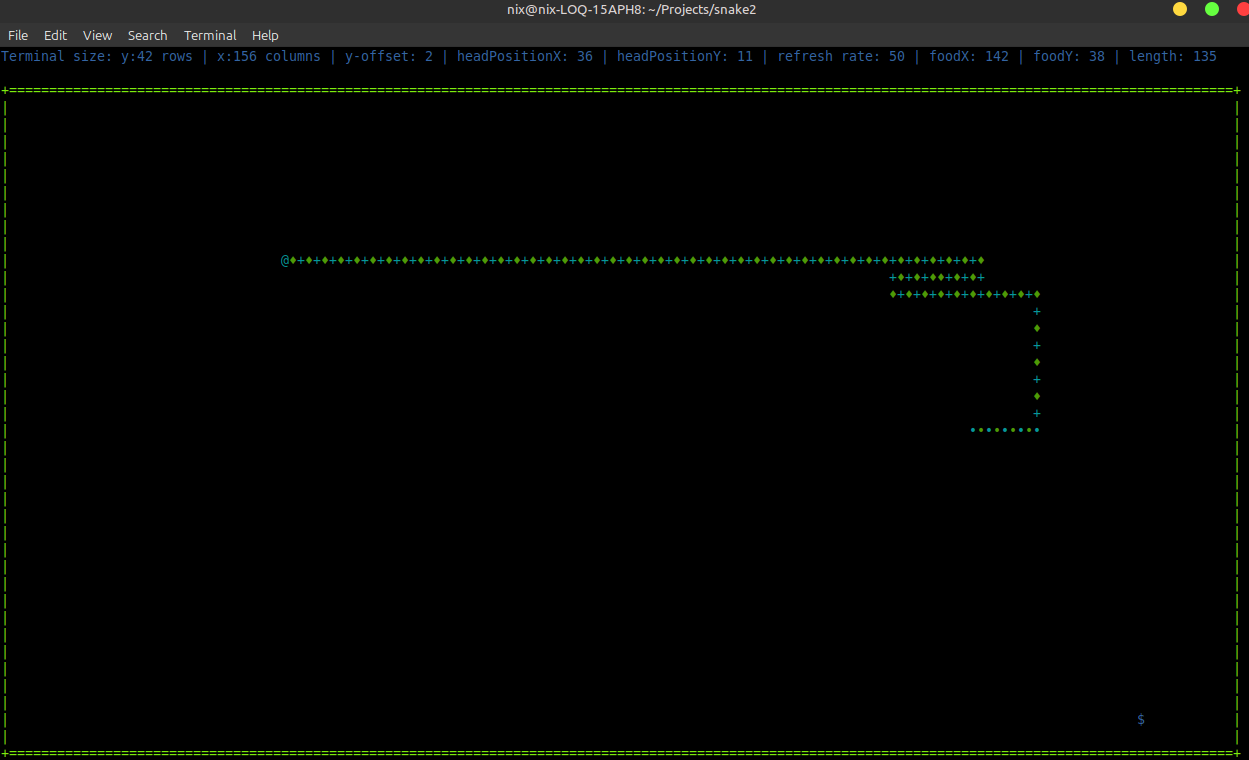 nix@nix-LOQ-15APH8: ~/Projects/snake2
File Edit View Search Terminal Help
Terminal size: y:42 rows | x:156 columns | y-offset: 2 | headPositionX: 36 | headPositionY: 11 | refresh rate: 50 | foodX: 142 | foodY: 38 | length: 135
@
$